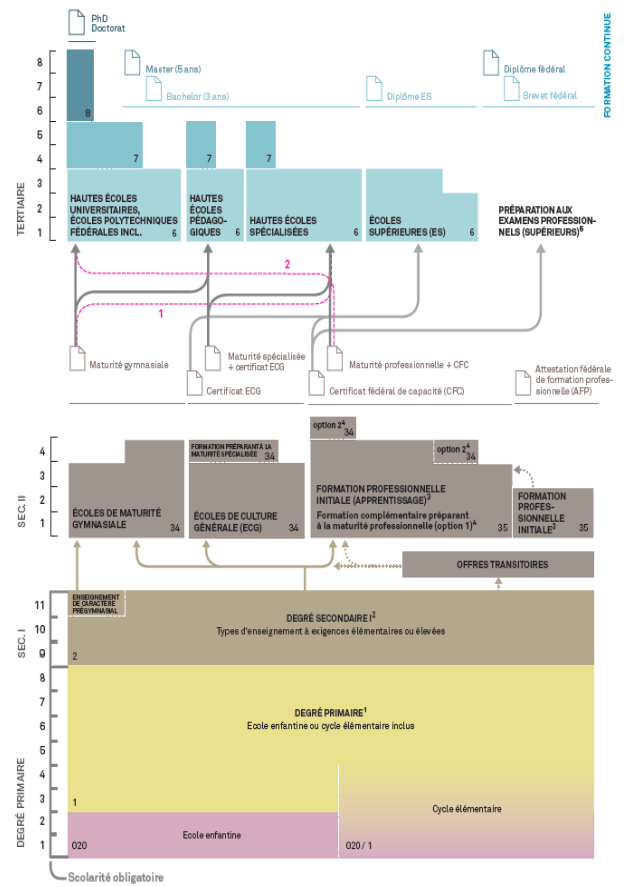 PhD
Doctorat
FORMATION CONTINUE
TERTIAIRE
8
7
6
5
4
3
2
1
Master (5 ans)
Bachelor (3 ans)
Diplôme ES
Diplôme fédéral
Brevet fédéral
8
7
7
7
HAUTES ÉCOLES
UNIVERSITAIRES,
ÉCOLES POLYTECHNIQUES
FÉDÉRALES INCL. 6
HAUTES
ÉCOLES
PÉDAGO-
GIQUES 6
HAUTES ÉCOLES
SPÉCIALISÉES 6
ÉCOLES
SUPÉRIEURES (ES) 6
PRÉPARATION AUX
EXAMENS PROFESSION-
NELS (SUPÉRIEURS)⁵
2
1
Maturité gymnasiale
Maturité spécialisée
+ certificat ECG
Maturité professionnelle + CFC
Certificat ECG
Certificat fédéral de capacité (CFC)
Attestation fédérale
de formation profes-
sionnelle (AFP)
SEC. II
4
3
2
1
ÉCOLES DE MATURITÉ
GYMNASIALE 34
FORMATION PRÉPARANT À LA
MATURITÉ SPÉCIALISÉE 34
ÉCOLES DE CULTURE
GÉNÉRALE (ECG) 34
option 2⁴
34
option 2⁴
34
FORMATION PROFESSIONNELLE
INITIALE (APPRENTISSAGE)³
Formation complémentaire préparant
à la maturité professionnelle (option 1)⁴ 35
FORMATION
PROFES-
SIONNELLE
INITIALE³ 35
OFFRES TRANSITOIRES
SEC. I
11
10
9
ENSEIGNEMENT
DE CARACTÈRE
PRÉGYMNASIAL
DEGRÉ SECONDAIRE I²
Types d'enseignement à exigences élémentaires ou élevées
2
DEGRÉ PRIMAIRE
8
7
6
5
4
3
2
1
DEGRÉ PRIMAIRE¹
Ecole enfantine ou cycle élémentaire inclus
1
Cycle élémentaire
Ecole enfantine
020
020 / 1
Scolarité obligatoire